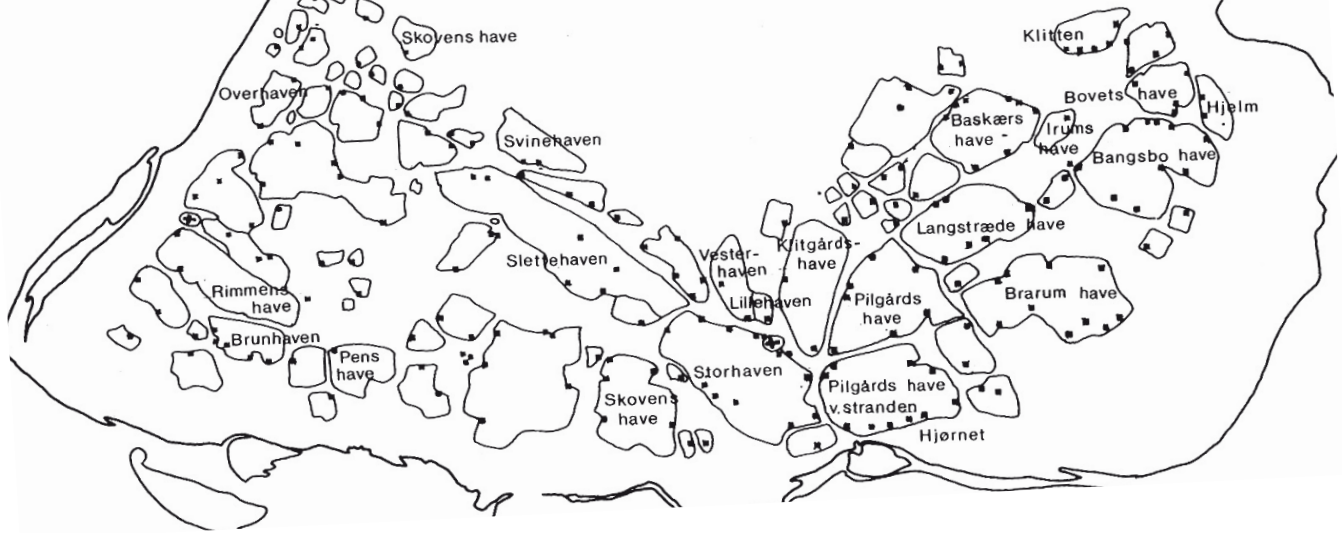 Skovens have
Klitten
Overhaven
Bovets have
Hjelm
Svinehaven
Baskærs
have
Irums
have
Bangsbo have
Langstræde have
Slettehaven
Vester-
haven
Klitgårds-
have
Rimmens
have
Lillehaven
Pilgårds
have
Brarum have
Brunhaven
Pens
have
Storhaven
Skovens
have
Pilgårds have
v. stranden
Hjørnet